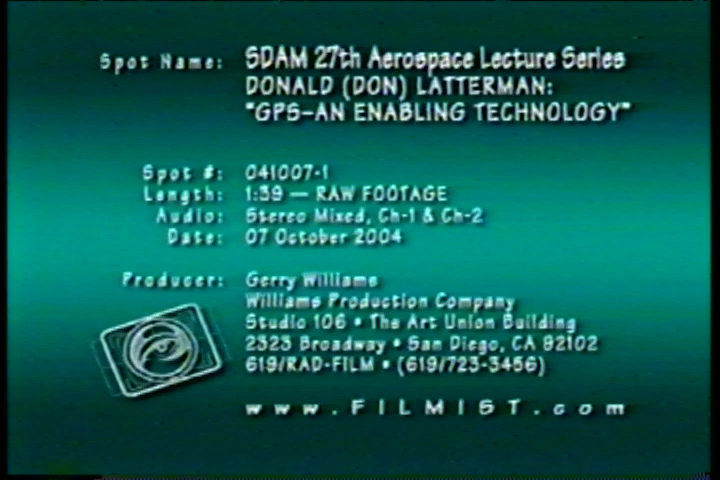 Spot Name: SDAM 27th Aerospace Lecture Series
DONALD (DON) LATTERMAN:
"GPS-AN ENABLING TECHNOLOGY"
Spot #: 041007-1
Length: 1:39 — RAW FOOTAGE
Audio: Stereo Mixed, Ch-1 & Ch-2
Date: 07 October 2004
Producer: Gerry Williams
Williams Production Company
Studio 106 • The Art Union Building
2323 Broadway • San Diego, CA 92102
619/RAD-FILM • (619/723-3456)
www.FILMIST.com